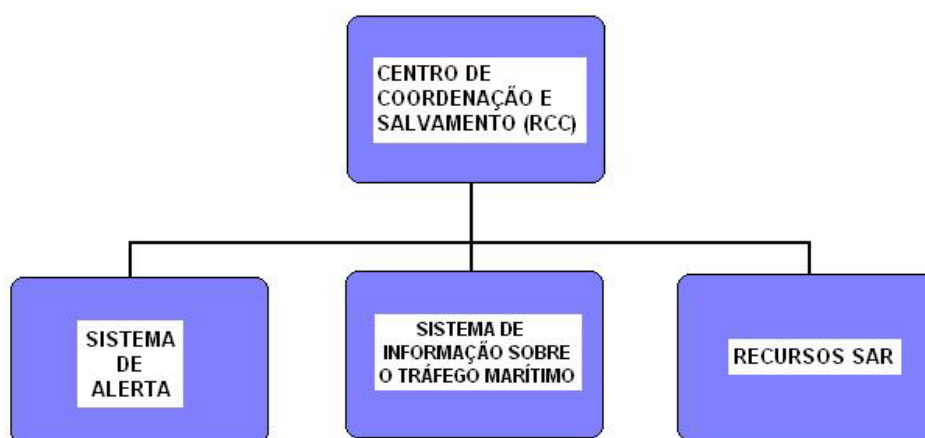 CENTRO DE
COORDENAÇÃO E
SALVAMENTO (RCC)
SISTEMA
DE
ALERTA
SISTEMA DE
INFORMAÇÃO SOBRE
O TRÁFEGO MARÍTIMO
RECURSOS SAR